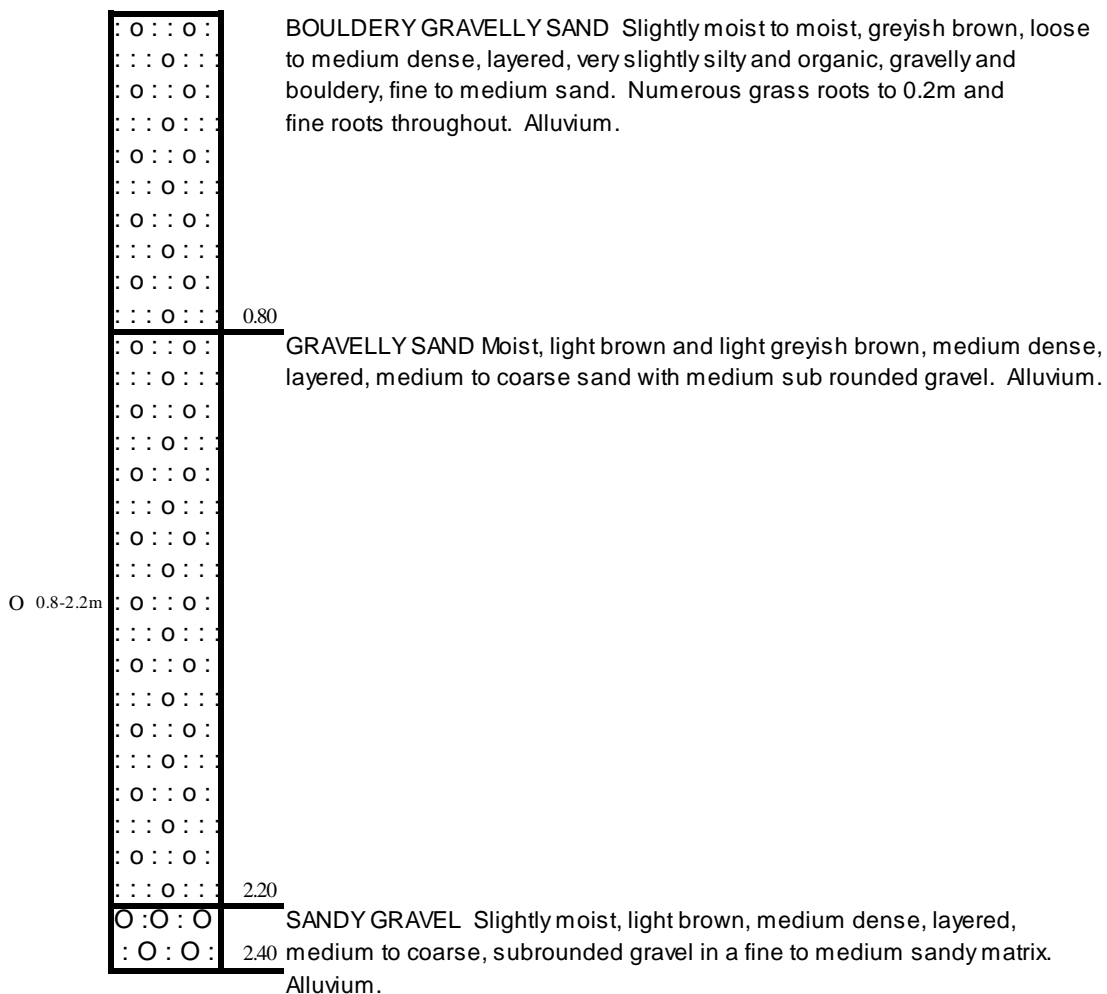 : o : : o : BOULDERY GRAVELLY SAND Slightly moist to moist, greyish brown, loose
: : : o : : : to medium dense, layered, very slightly silty and organic, gravelly and
: o : : o : bouldery, fine to medium sand. Numerous grass roots to 0.2m and
: : : o : : : fine roots throughout. Alluvium.
: o : : o :
: : : o : : :
: o : : o :
: : : o : : :
: o : : o :
: : : o : : : 0.80
: o : : o : GRAVELLY SAND Moist, light brown and light greyish brown, medium dense,
: : : o : : : layered, medium to coarse sand with medium sub rounded gravel. Alluvium.
: o : : o :
: : : o : : :
: o : : o :
: : : o : : :
: o : : o :
: : : o : : :
O 0.8-2.2m : o : : o :
: : : o : : :
: o : : o :
: : : o : : :
: o : : o :
: : : o : : :
: o : : o :
: : : o : : :
: o : : o :
: : : o : : : 2.20
O : O : O SANDY GRAVEL Slightly moist, light brown, medium dense, layered,
: O : O : 2.40 medium to coarse, subrounded gravel in a fine to medium sandy matrix.
Alluvium.